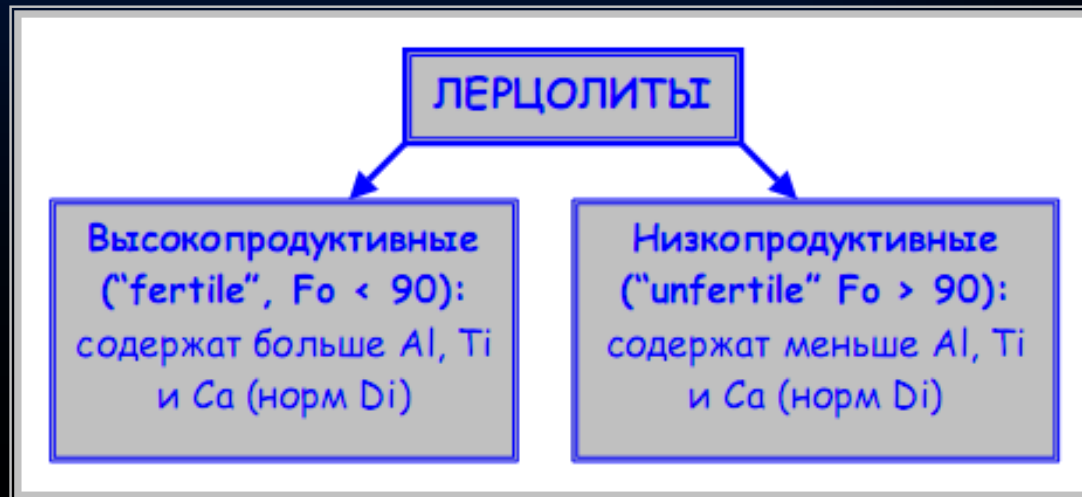 ЛЕРЦОЛИТЫ
Высокопродуктивные
(“fertile”, Fo < 90):
содержат больше Al, Ti
и Ca (норм Di)
Низкопродуктивные
(“unfertile” Fo > 90):
содержат меньше Al, Ti
и Ca (норм Di)